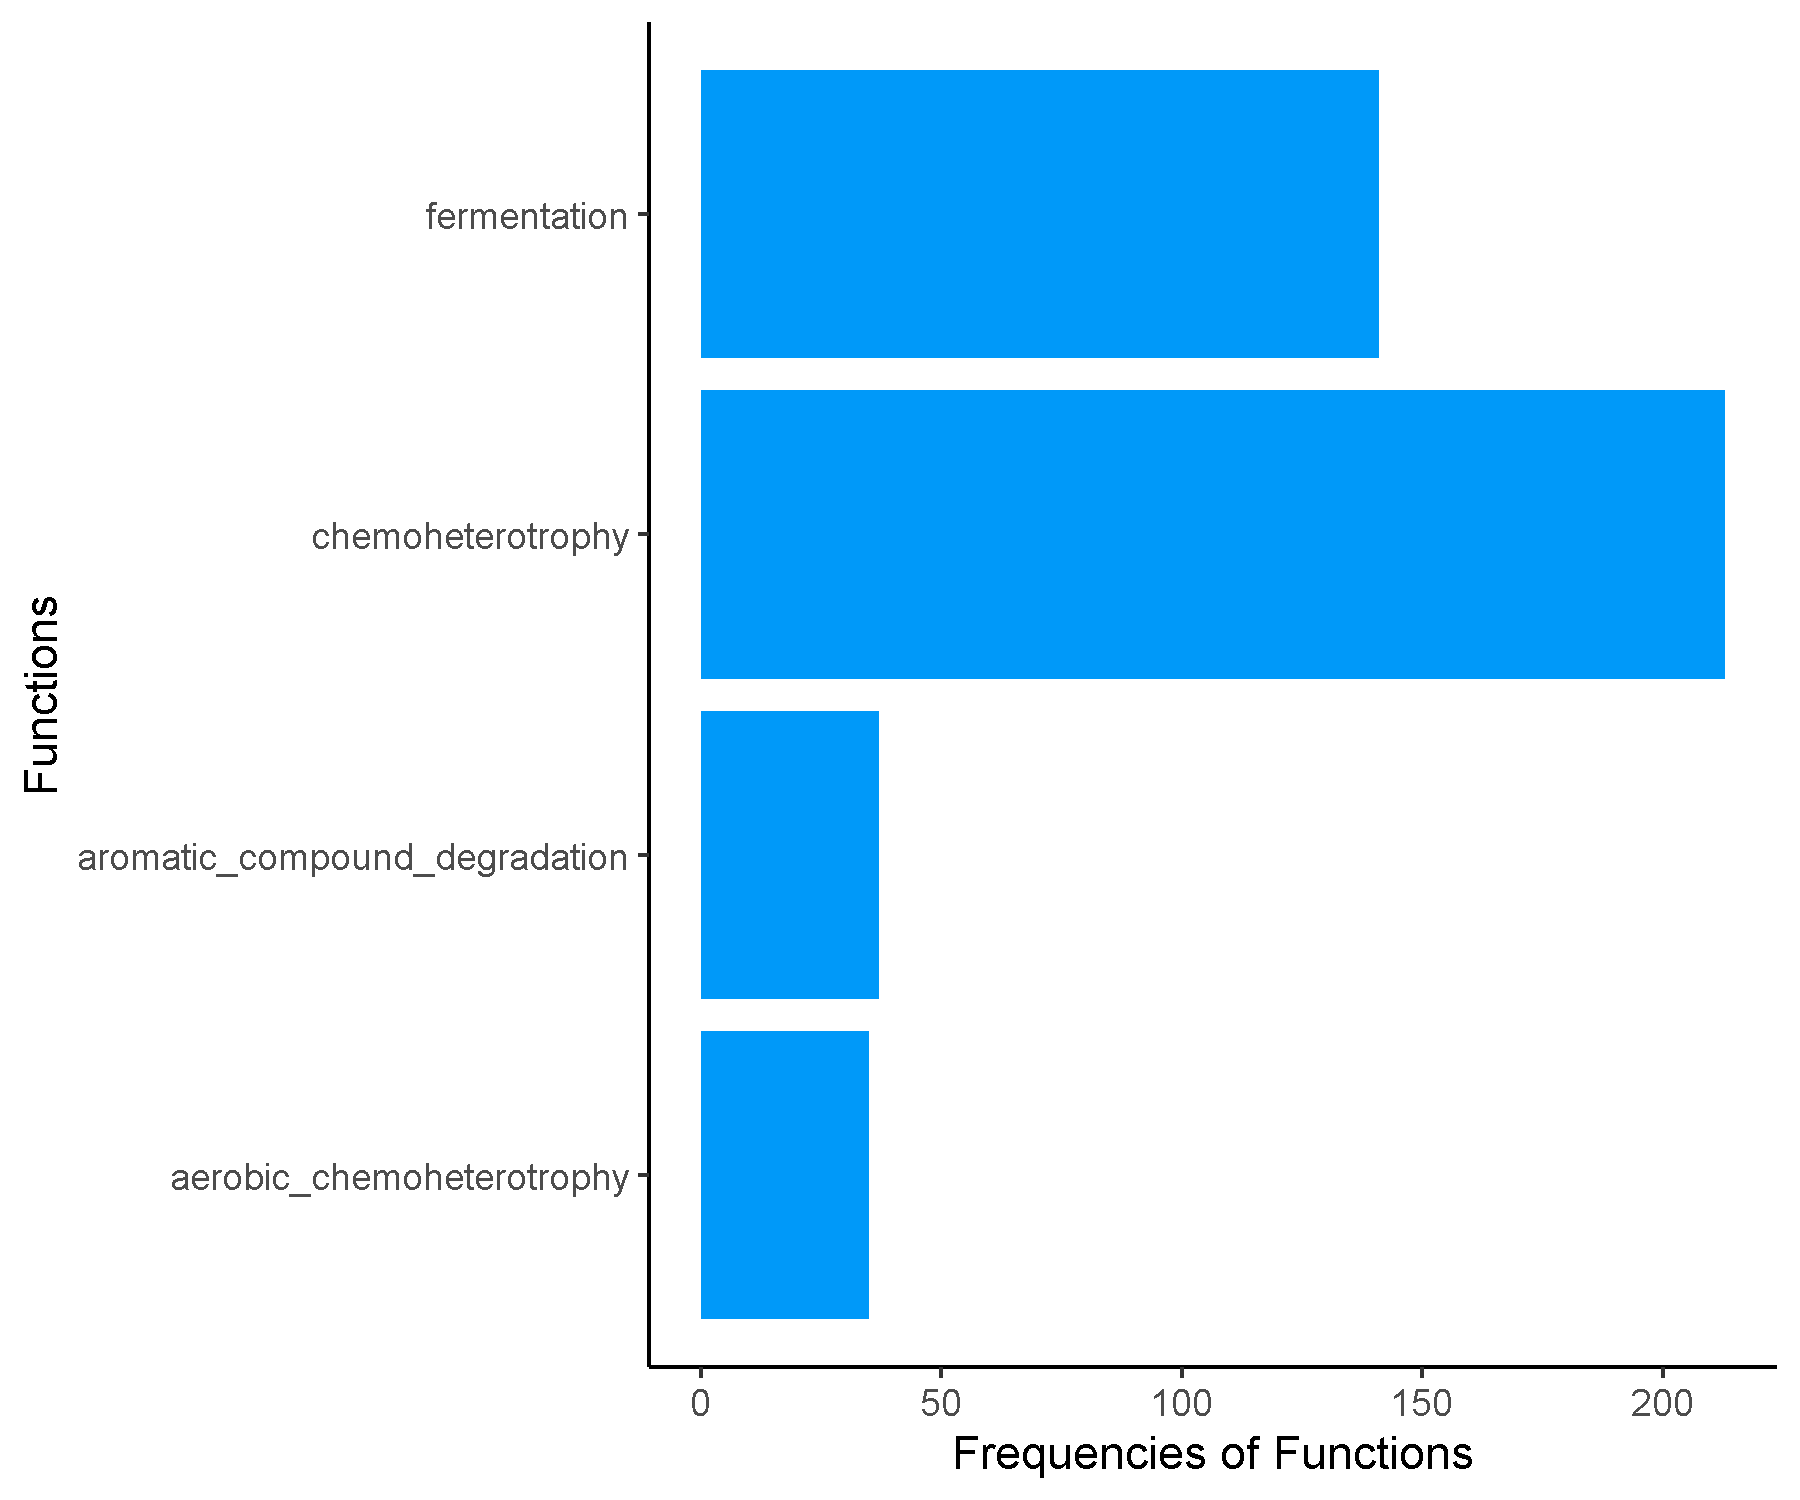 Functions
fermentation
chemoheterotrophy
aromatic_compound_degradation
aerobic_chemoheterotrophy
0 50 100 150 200
Frequencies of Functions